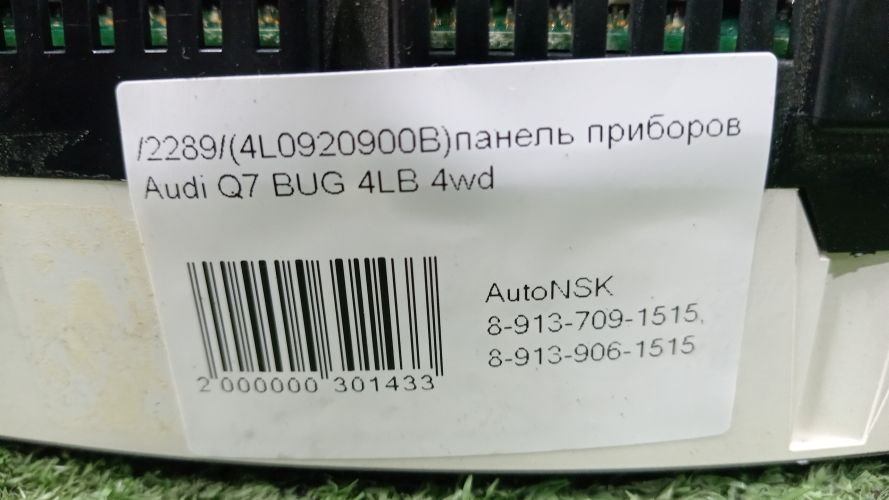 /2289/(4L0920900B)панель приборов
Audi Q7 BUG 4LB 4wd
AutoNSK
8-913-709-1515,
8-913-906-1515
2 000000 301433